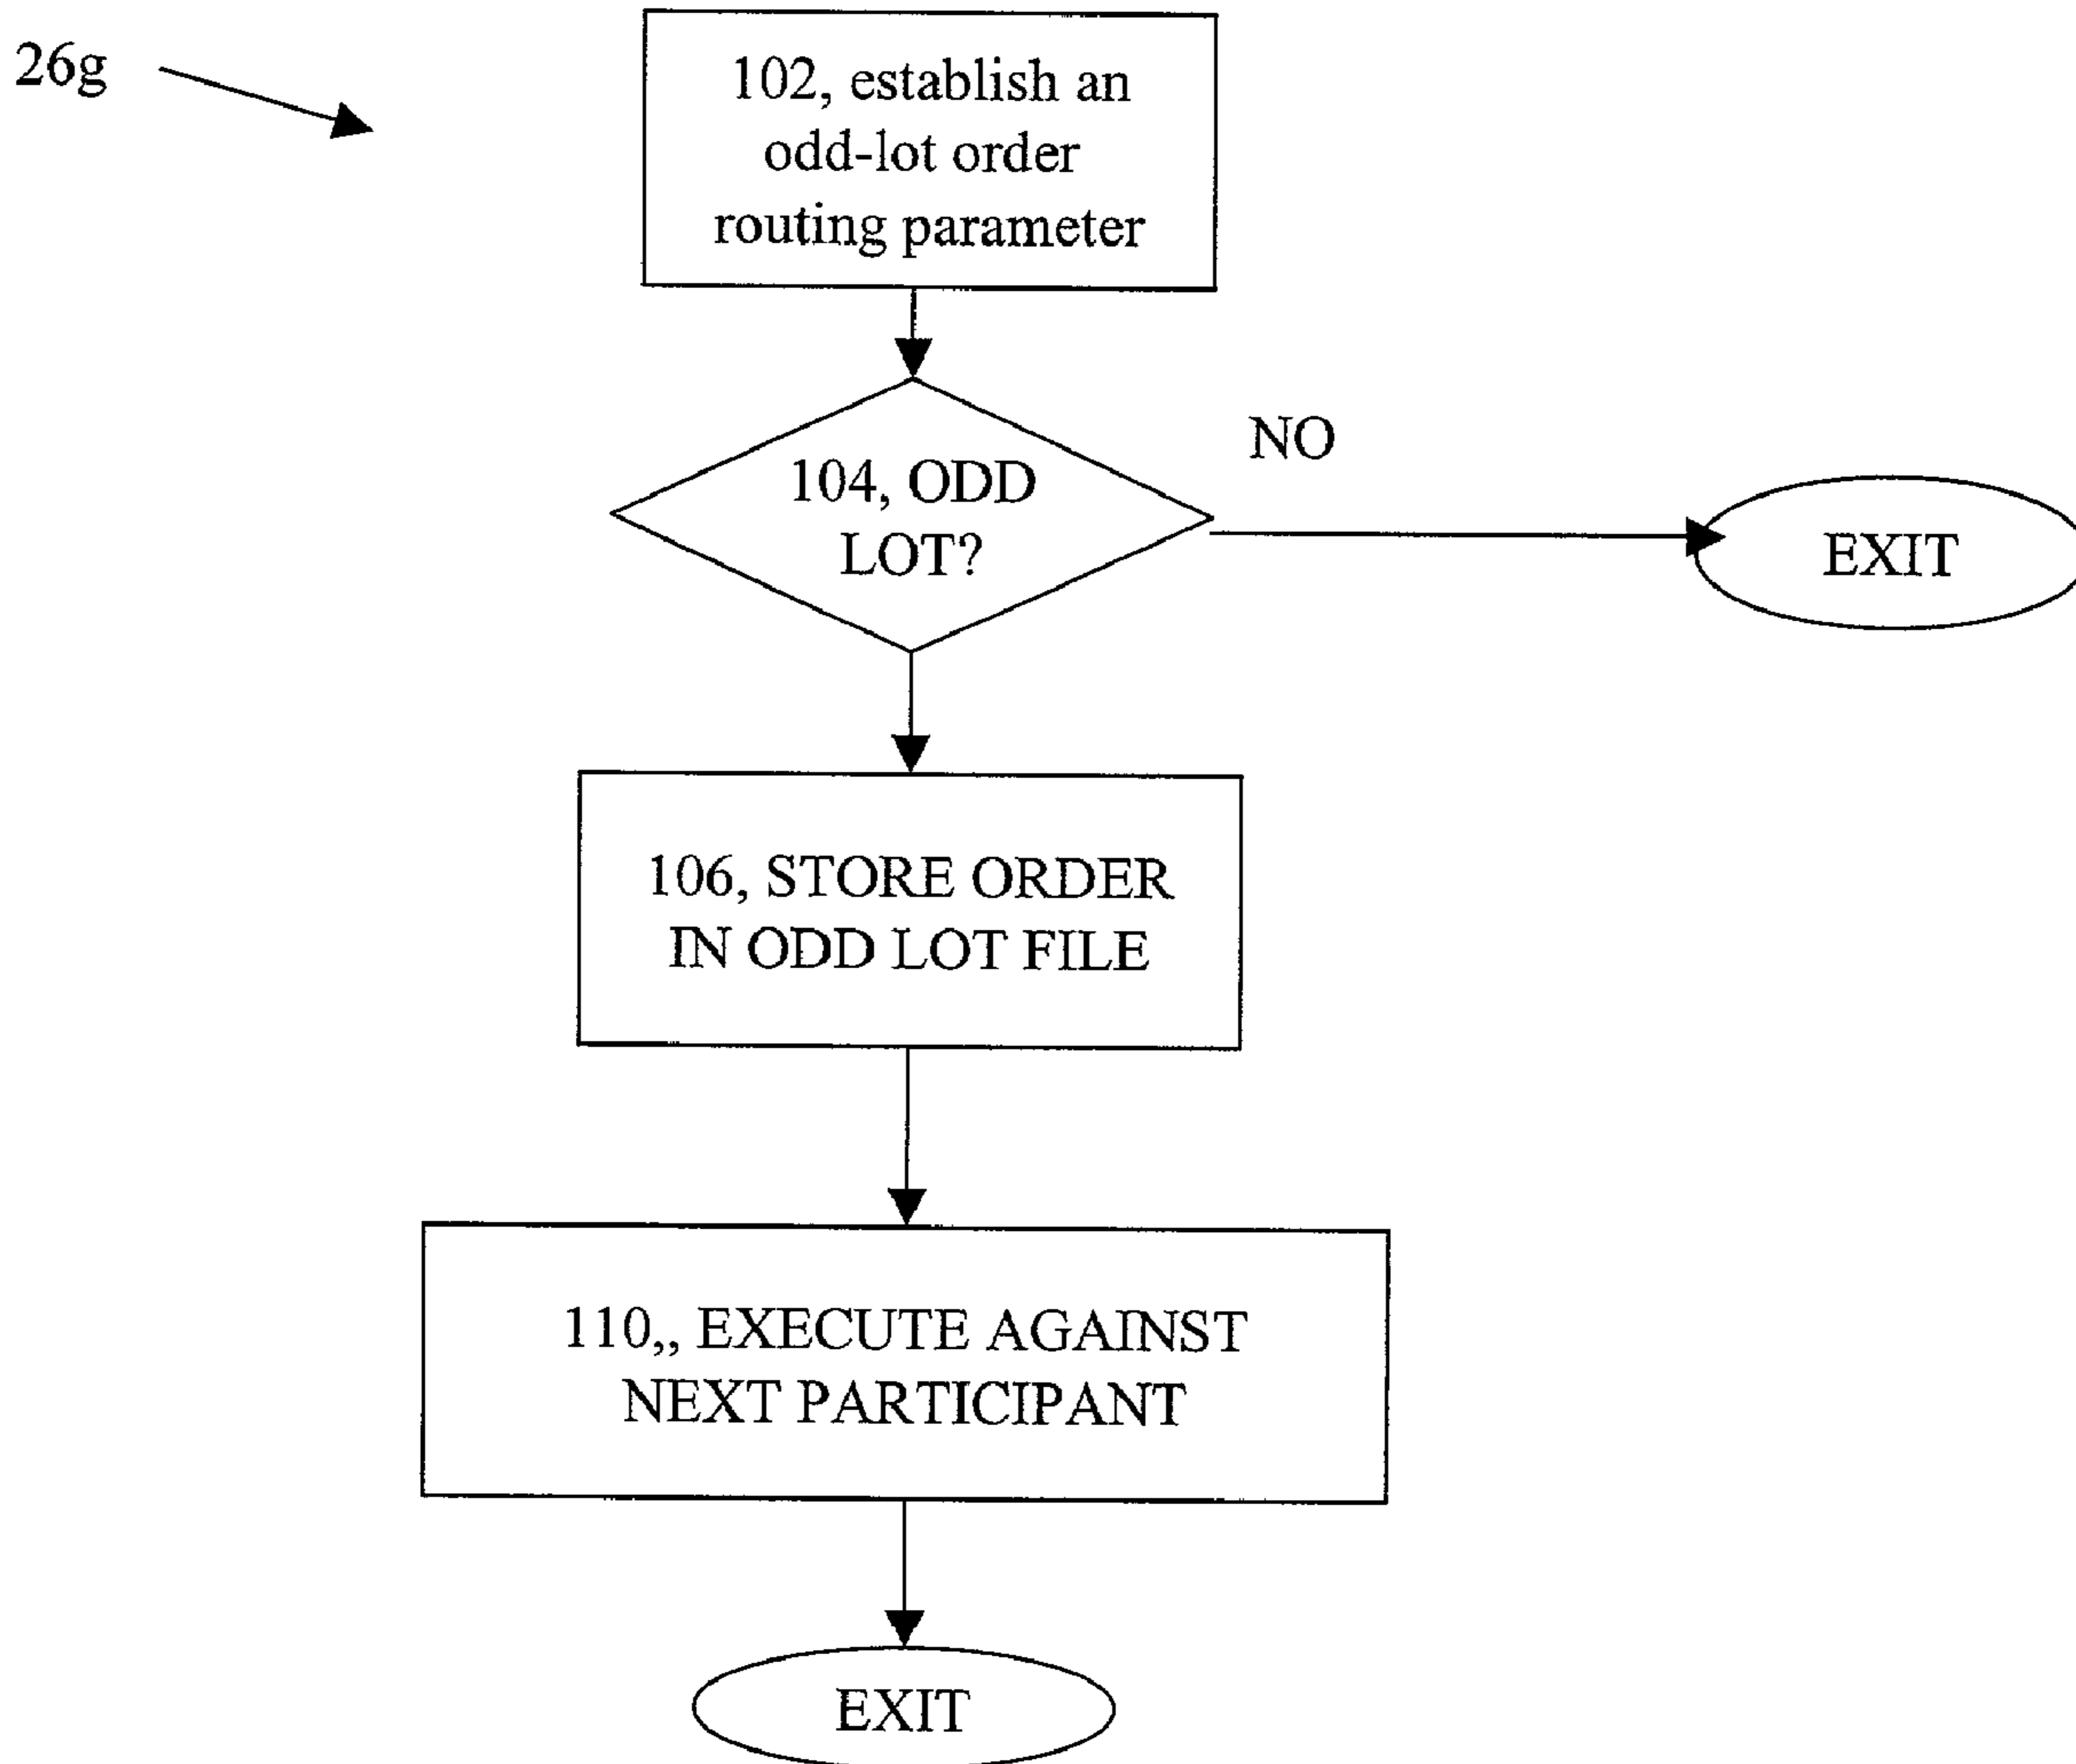 26g
102, establish an
odd-lot order
routing parameter
NO
104, ODD
LOT?
EXIT
106, STORE ORDER
IN ODD LOT FILE
110,, EXECUTE AGAINST
NEXT PARTICIPANT
EXIT